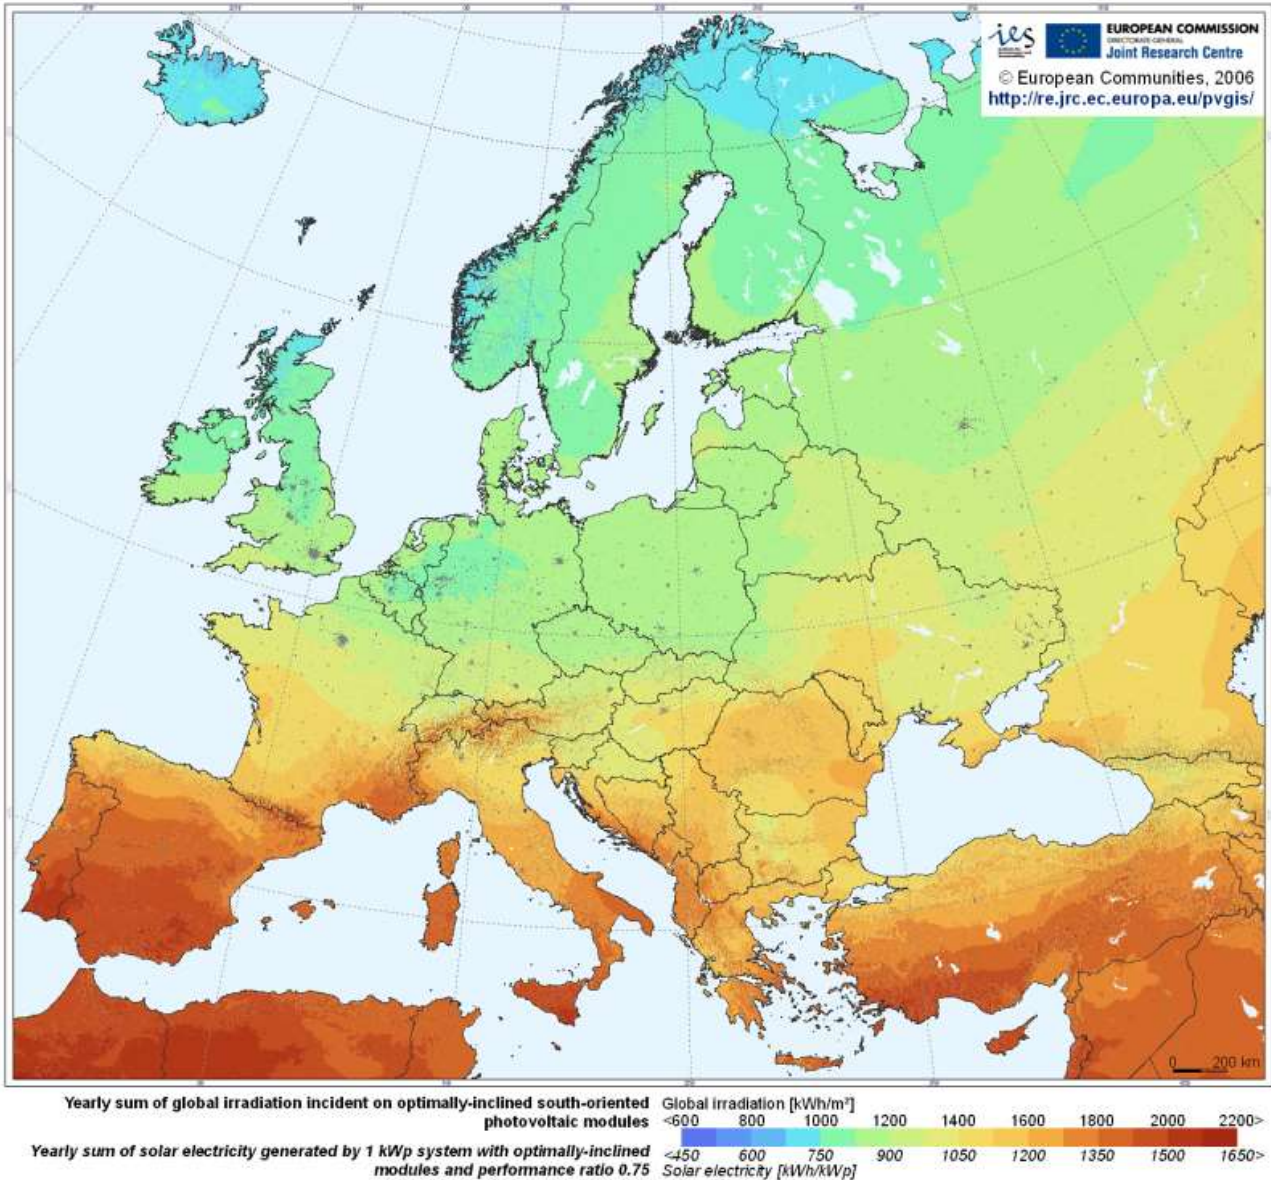 ies
EUROPEAN COMMISSION
DIRECTORATE-GENERAL
Joint Research Centre
© European Communities, 2006
http://re.jrc.ec.europa.eu/pvgis/
0 200 km
Yearly sum of global irradiation incident on optimally-inclined south-oriented
photovoltaic modules
Yearly sum of solar electricity generated by 1 kWp system with optimally-inclined
modules and performance ratio 0.75
Global irradiation [kWh/m²]
<600 800 1000 1200 1400 1600 1800 2000 2200>
<450 600 750 900 1050 1200 1350 1500 1650>
Solar electricity [kWh/kWp]